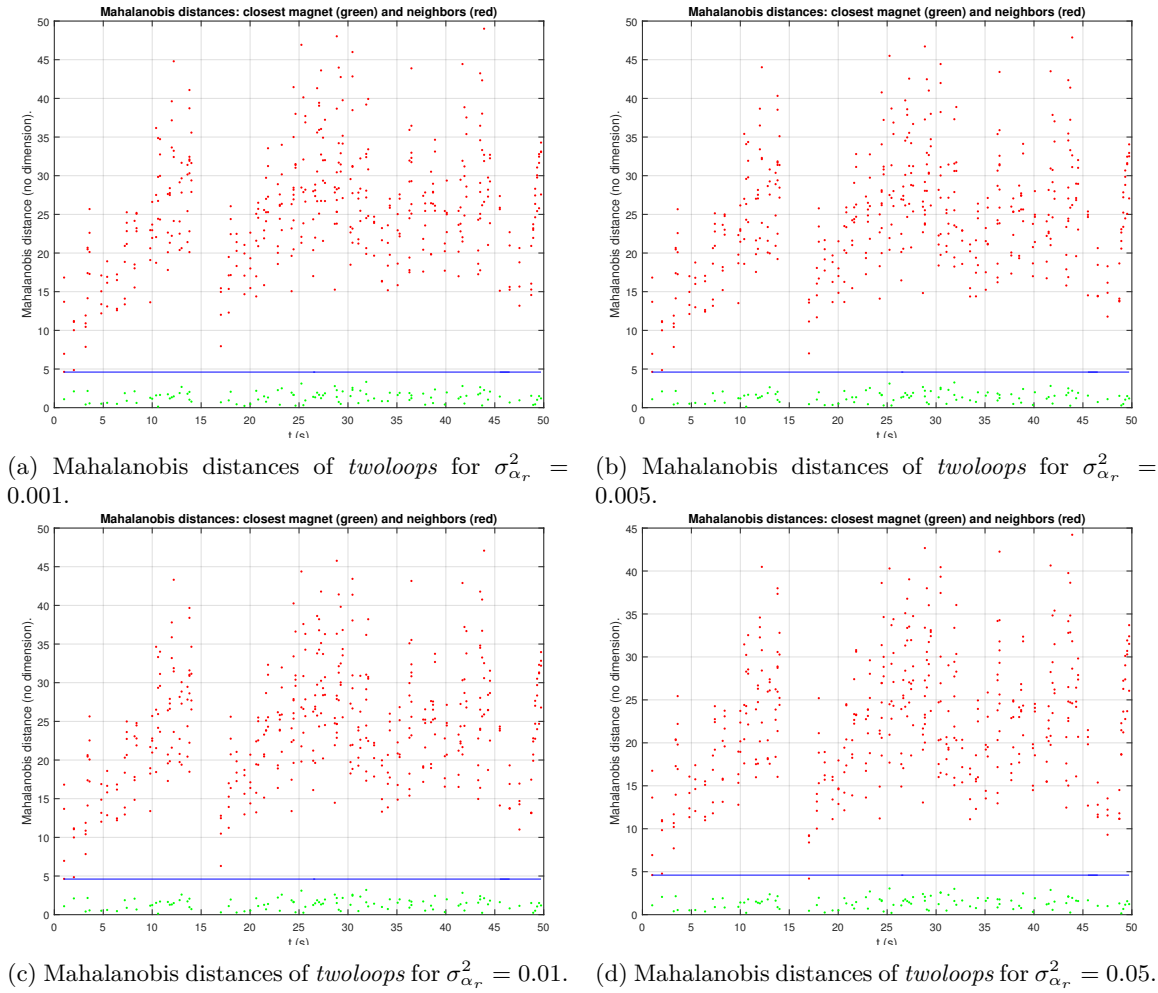 Mahalanobis distances: closest magnet (green) and neighbors (red)
Mahalanobis distance (no dimension).
50
45
40
35
30
25
20
15
10
5
0
0 5 10 15 20 25 30 35 40 45 50
t (s)
(a) Mahalanobis distances of twoloops for σ²_{α_r} =
0.001.
Mahalanobis distances: closest magnet (green) and neighbors (red)
Mahalanobis distance (no dimension).
50
45
40
35
30
25
20
15
10
5
0
0 5 10 15 20 25 30 35 40 45 50
t (s)
(b) Mahalanobis distances of twoloops for σ²_{α_r} =
0.005.
Mahalanobis distances: closest magnet (green) and neighbors (red)
Mahalanobis distance (no dimension).
50
45
40
35
30
25
20
15
10
5
0
0 5 10 15 20 25 30 35 40 45 50
t (s)
(c) Mahalanobis distances of twoloops for σ²_{α_r} = 0.01.
Mahalanobis distances: closest magnet (green) and neighbors (red)
Mahalanobis distance (no dimension).
45
40
35
30
25
20
15
10
5
0
0 5 10 15 20 25 30 35 40 45 50
t (s)
(d) Mahalanobis distances of twoloops for σ²_{α_r} = 0.05.